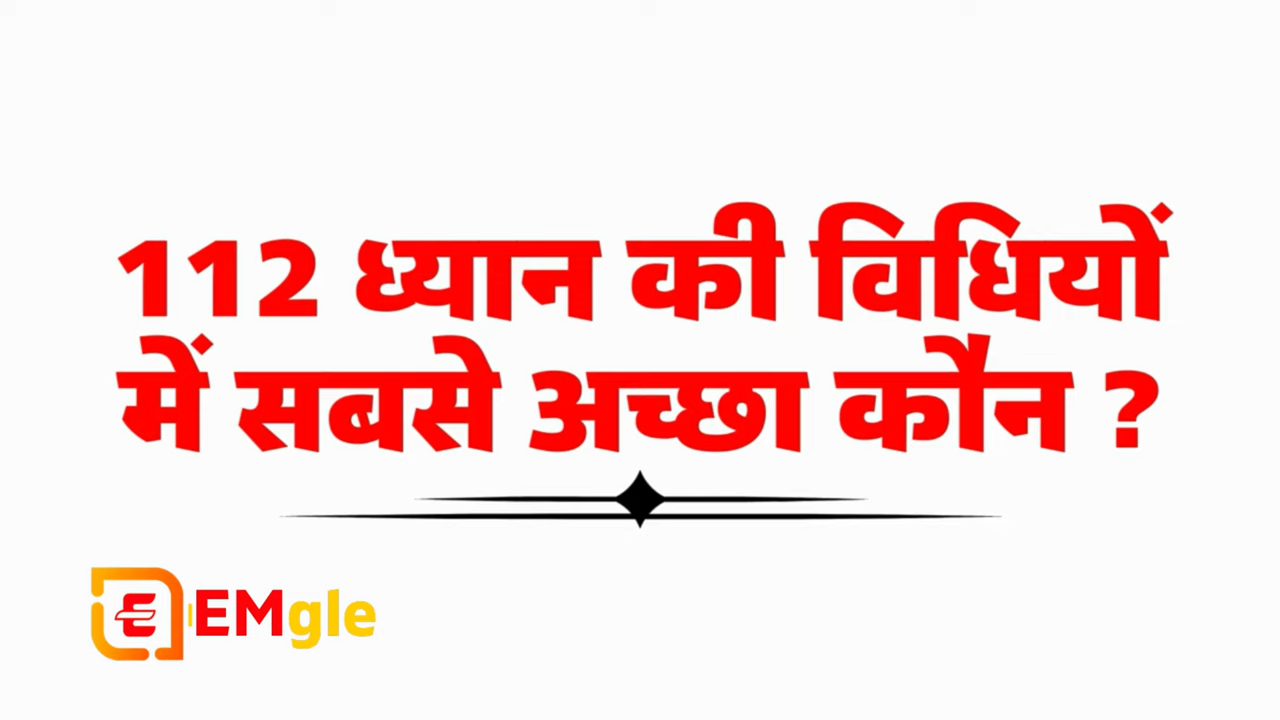 112 ध्यान की विधियों
में सबसे अच्छा कौन ?
E EMgle